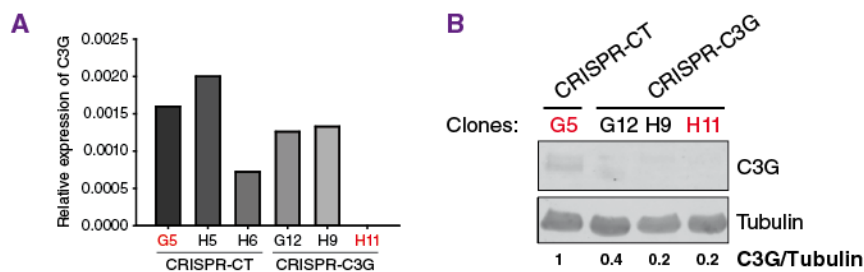 A
Relative expression of C3G
0.0025
0.0020
0.0015
0.0010
0.0005
0.0000
G5 H5 H6 G12 H9 H11
CRISPR-CT CRISPR-C3G
B
CRISPR-CT CRISPR-C3G
Clones: G5 G12 H9 H11
C3G
Tubulin
1 0.4 0.2 0.2 C3G/Tubulin